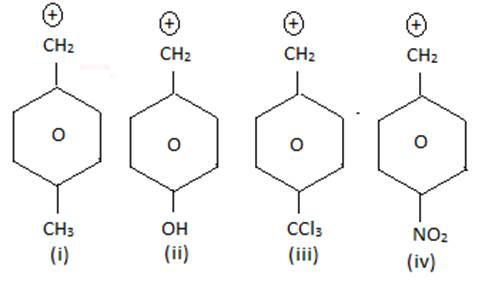 ⊕ ⊕ ⊕ ⊕
CH₂ CH₂ CH₂ CH₂
O O O O
CH₃ OH CCl₃ NO₂
(i) (ii) (iii) (iv)